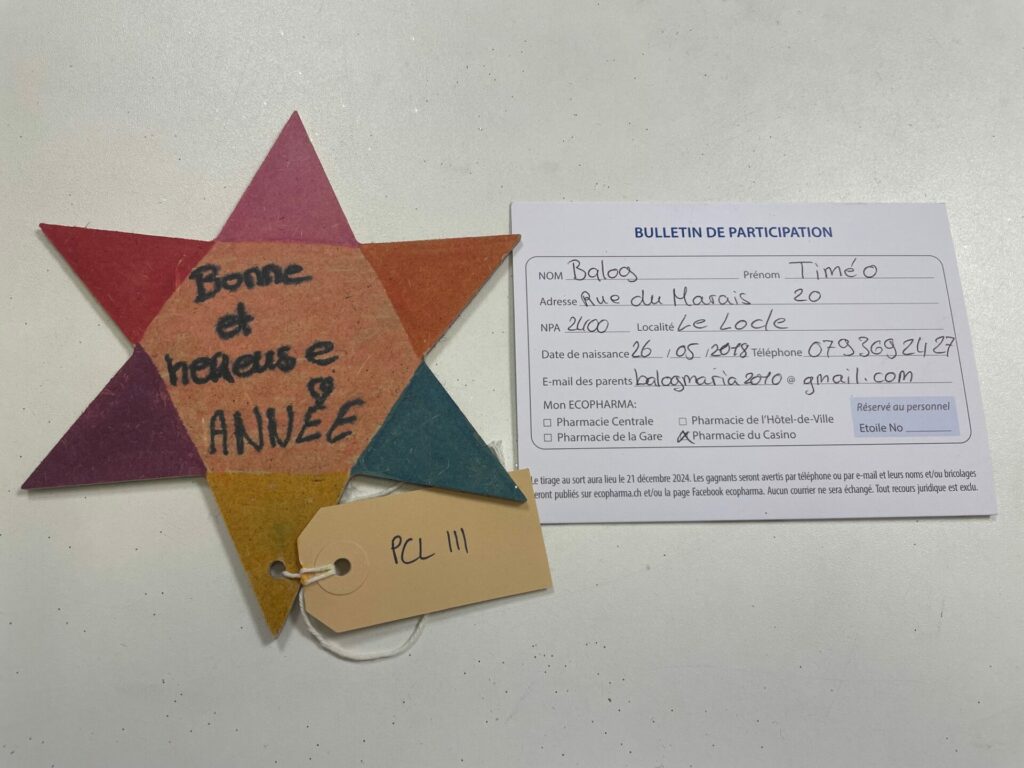 Bonne
et
hereuse
ANNÉE
PCL 111
BULLETIN DE PARTICIPATION
NOM Balog Prénom Timéo
Adresse Rue du Marais 20
NPA 2400 Localité Le Locle
Date de naissance 26 / 05 / 2018 Téléphone 079 369 24 27
E-mail des parents balogmaria2010 @ gmail.com
Mon ECOPHARMA:
Pharmacie Centrale Pharmacie de l'Hôtel-de-Ville
Pharmacie de la Gare Pharmacie du Casino
Réservé au personnel
Etoile No
Le tirage au sort aura lieu le 21 décembre 2024. Les gagnants seront avertis par téléphone ou par e-mail et leurs noms et/ou bricolages
seront publiés sur ecopharma.ch et/ou la page Facebook ecopharma. Aucun courrier ne sera échangé. Tout recours juridique est exclu.